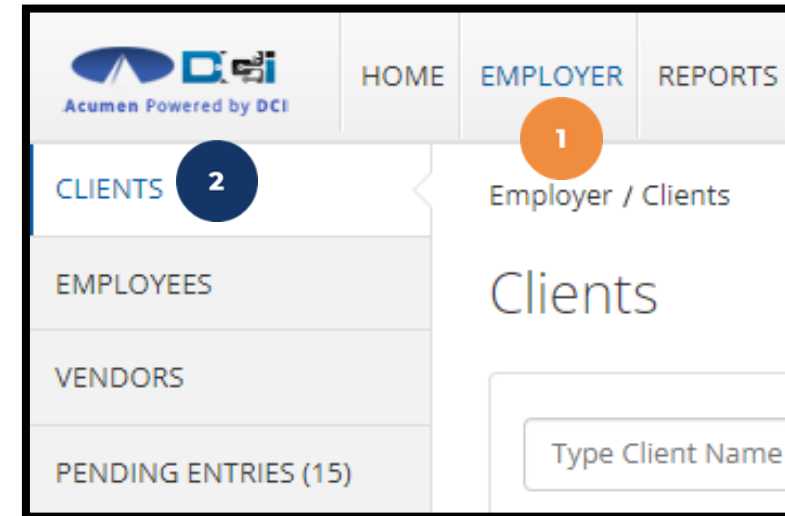 DCI
Acumen Powered by DCI
HOME
EMPLOYER
REPORTS
1
CLIENTS
2
Employer / Clients
EMPLOYEES
Clients
VENDORS
Type Client Name
PENDING ENTRIES (15)